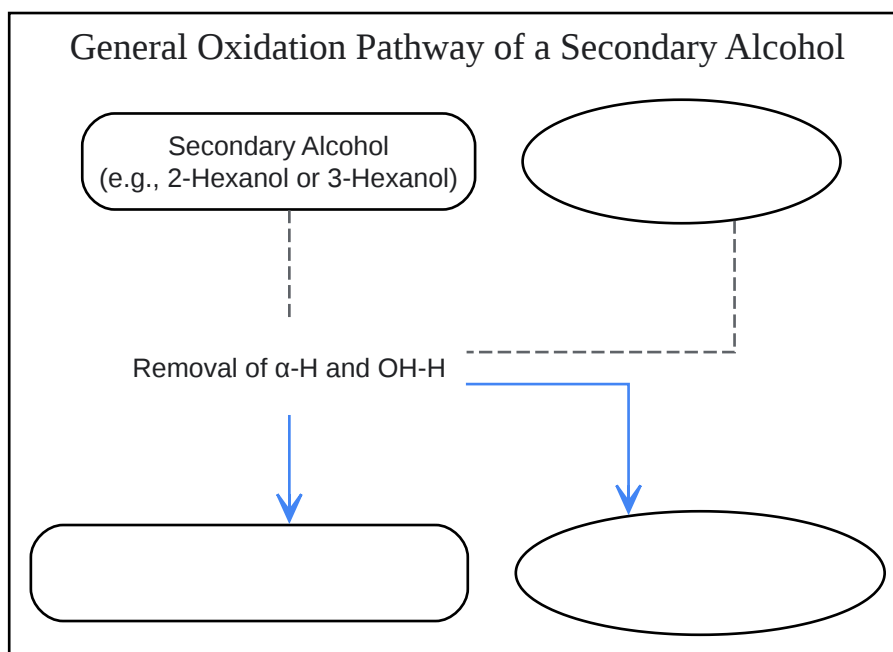 General Oxidation Pathway of a Secondary Alcohol
Secondary Alcohol
(e.g., 2-Hexanol or 3-Hexanol)
Removal of α-H and OH-H